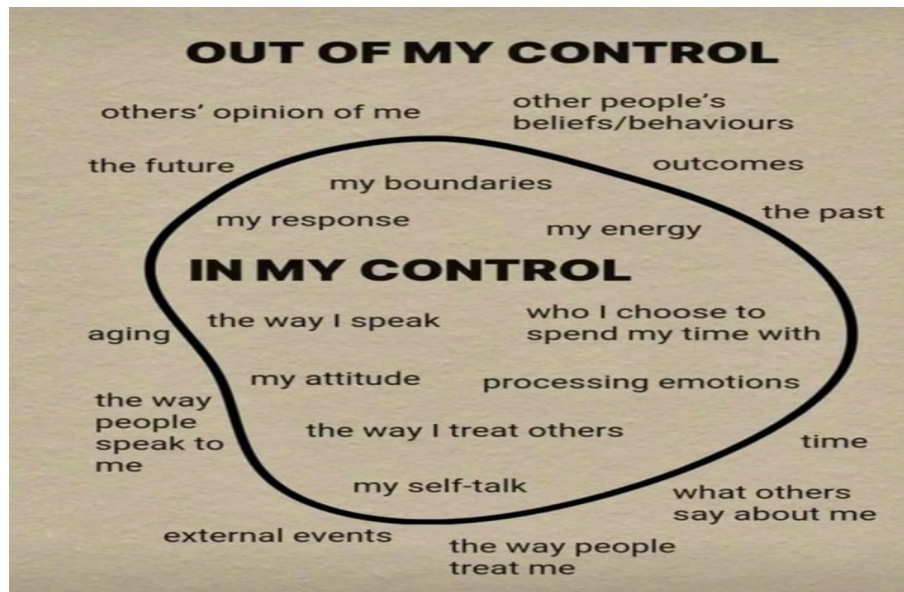 OUT OF MY CONTROL
others' opinion of me
other people's
beliefs/behaviours
the future
outcomes
my boundaries
the past
my response
my energy
IN MY CONTROL
the way I speak
who I choose to
spend my time with
aging
my attitude
processing emotions
the way
people
speak to
me
the way I treat others
time
my self-talk
what others
say about me
external events
the way people
treat me